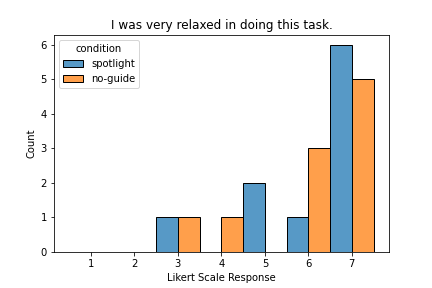 I was very relaxed in doing this task.
condition
spotlight
no-guide
6
5
4
3
2
1
0
Count
1 2 3 4 5 6 7
Likert Scale Response